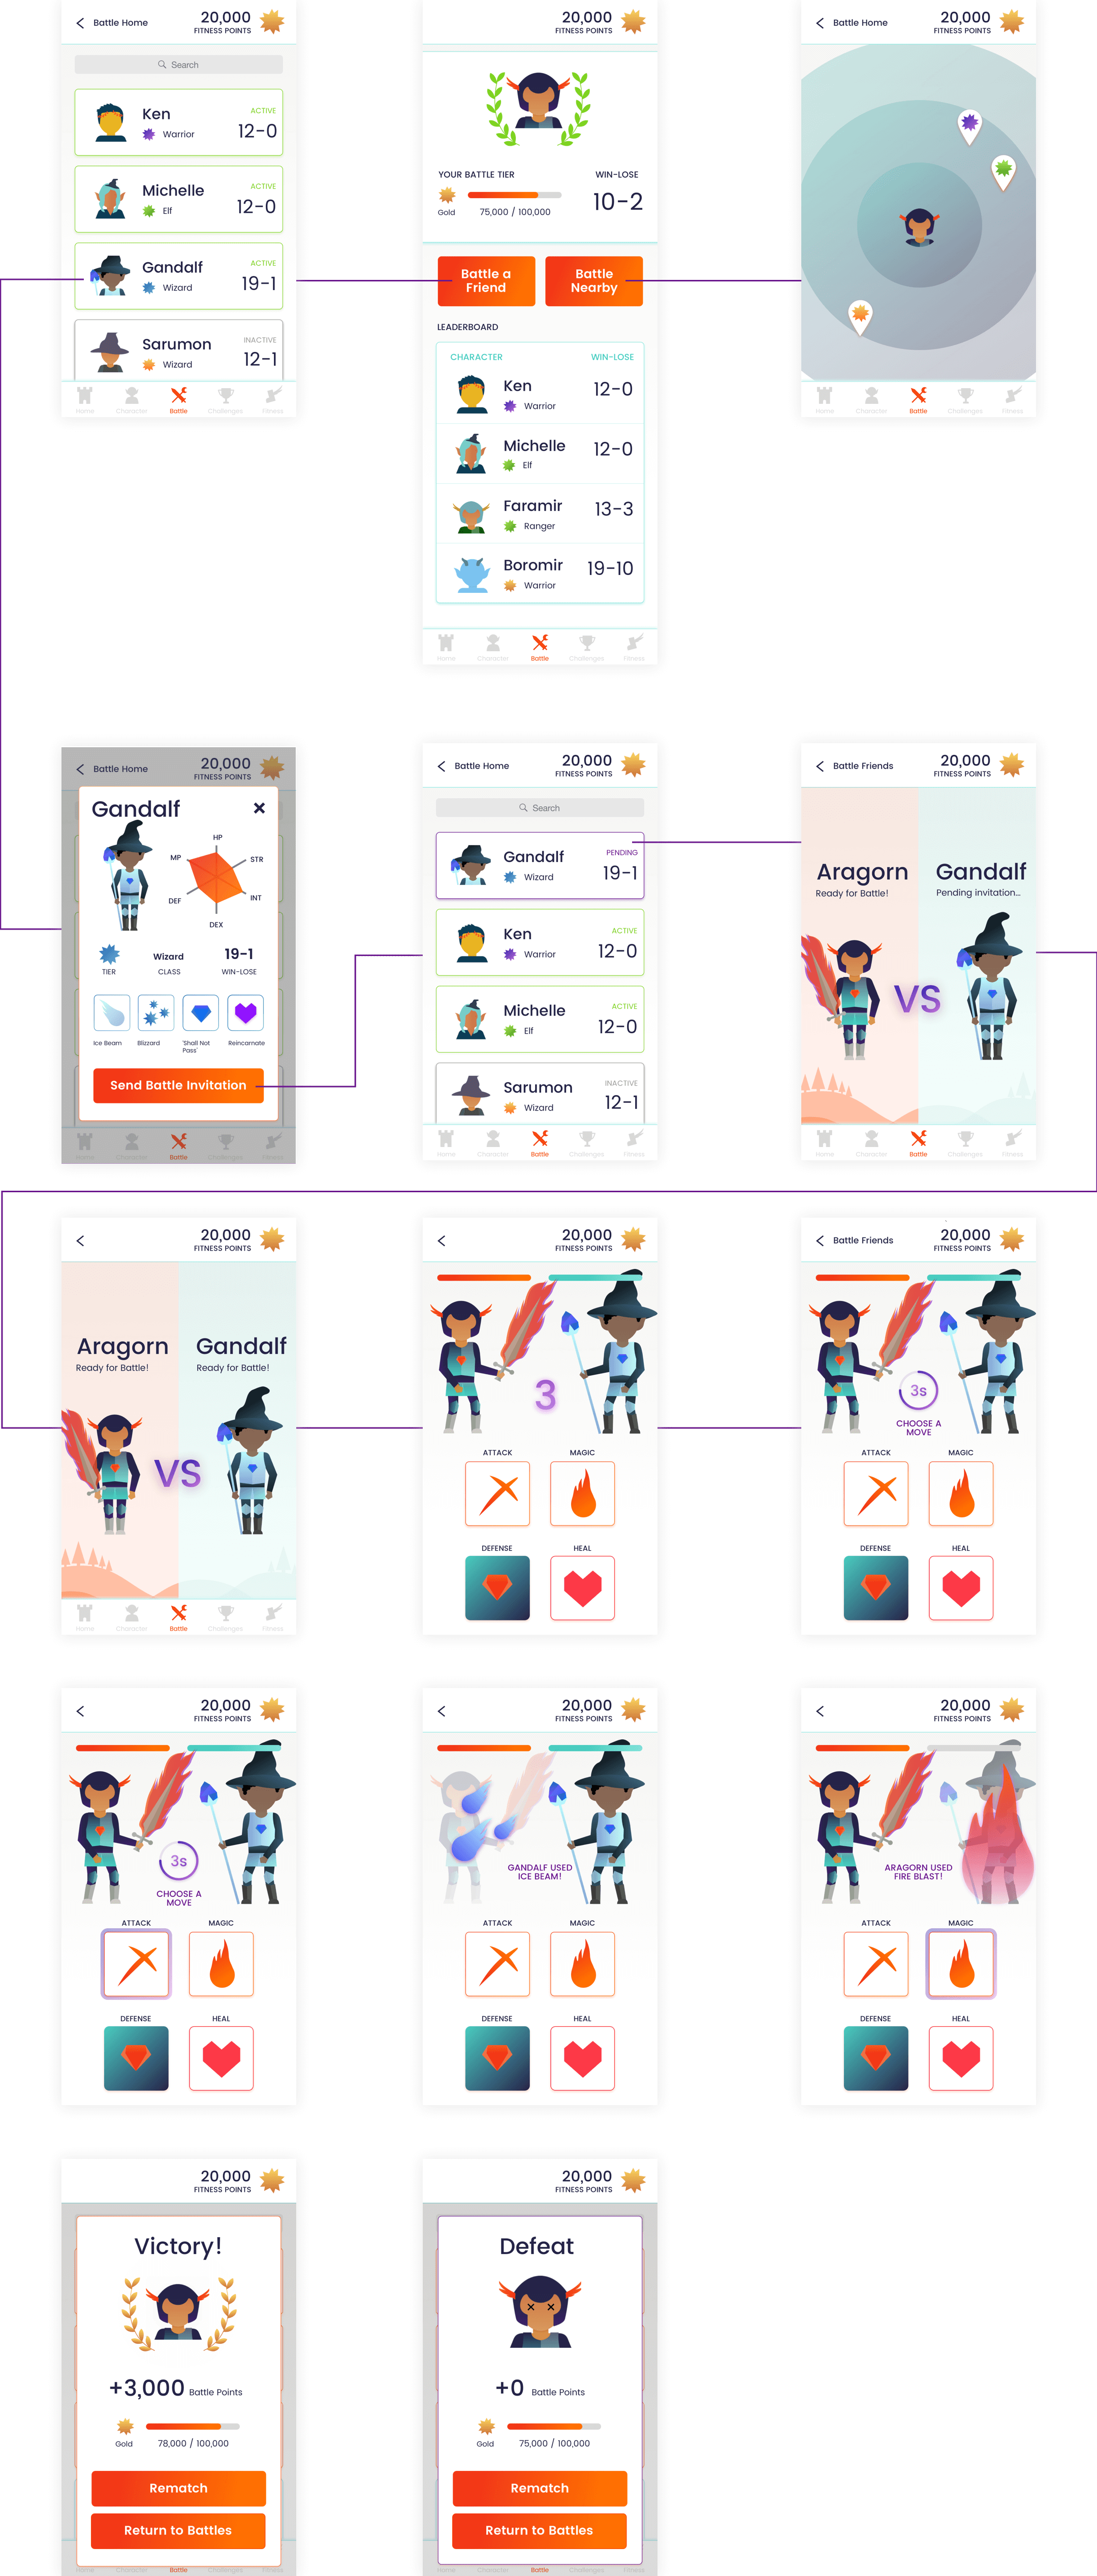 Battle Home
20,000
FITNESS POINTS
Search
Ken
ACTIVE
Warrior
12-0
Michelle
ACTIVE
Elf
12-0
Gandalf
ACTIVE
Wizard
19-1
Sarumon
INACTIVE
Wizard
12-1
Home Character Battle Challenges Fitness
20,000
FITNESS POINTS
YOUR BATTLE TIER
WIN-LOSE
Gold
75,000 / 100,000
10-2
Battle a
Friend
Battle
Nearby
LEADERBOARD
CHARACTER WIN-LOSE
Ken
Warrior
12-0
Michelle
Elf
12-0
Faramir
Ranger
13-3
Boromir
Warrior
19-10
Home Character Battle Challenges Fitness
Battle Home
20,000
FITNESS POINTS
Home Character Battle Challenges Fitness
Battle Home
20,000
FITNESS POINTS
Gandalf
HP
MP
STR
DEF
INT
DEX
TIER
Wizard
CLASS
19-1
WIN-LOSE
Ice Beam
Blizzard
'Shall Not
Pass'
Reincarnate
Send Battle Invitation
Home Character Battle Challenges Fitness
Battle Home
20,000
FITNESS POINTS
Search
Gandalf
PENDING
Wizard
19-1
Ken
ACTIVE
Warrior
12-0
Michelle
ACTIVE
Elf
12-0
Sarumon
INACTIVE
Wizard
12-1
Home Character Battle Challenges Fitness
Battle Friends
20,000
FITNESS POINTS
Aragorn
Ready for Battle!
Gandalf
Pending invitation...
VS
Home Character Battle Challenges Fitness
20,000
FITNESS POINTS
Aragorn
Ready for Battle!
Gandalf
Ready for Battle!
VS
Home Character Battle Challenges Fitness
20,000
FITNESS POINTS
3
ATTACK
MAGIC
DEFENSE
HEAL
Battle Friends
20,000
FITNESS POINTS
3s
CHOOSE A
MOVE
ATTACK
MAGIC
DEFENSE
HEAL
20,000
FITNESS POINTS
3s
CHOOSE A
MOVE
ATTACK
MAGIC
DEFENSE
HEAL
20,000
FITNESS POINTS
GANDALF USED
ICE BEAM!
ATTACK
MAGIC
DEFENSE
HEAL
20,000
FITNESS POINTS
ARAGORN USED
FIRE BLAST!
ATTACK
MAGIC
DEFENSE
HEAL
20,000
FITNESS POINTS
Victory!
+3,000 Battle Points
Gold
78,000 / 100,000
Rematch
Return to Battles
Home Character Battle Challenges Fitness
20,000
FITNESS POINTS
Defeat
+0 Battle Points
Gold
75,000 / 100,000
Rematch
Return to Battles
Home Character Battle Challenges Fitness